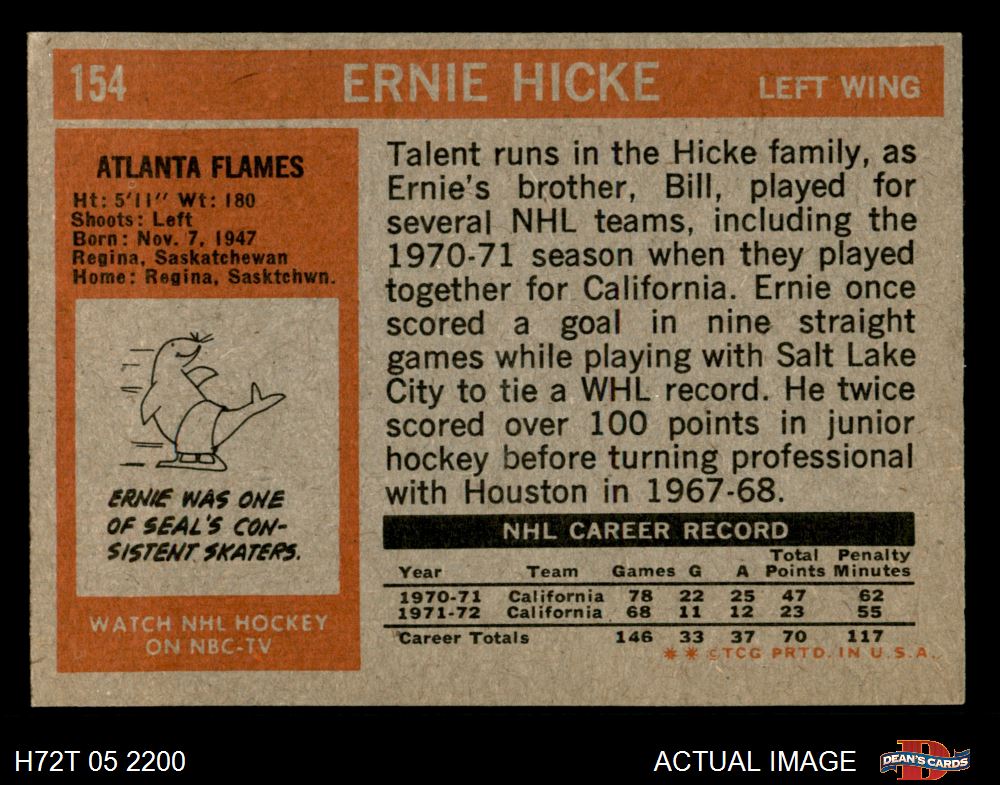 154 ERNIE HICKE LEFT WING
ATLANTA FLAMES
Ht: 5'11" Wt: 180
Shoots: Left
Born: Nov. 7, 1947
Regina, Saskatchewan
Home: Regina, Sasktchwn.
ERNIE WAS ONE
OF SEAL'S CON-
SISTENT SKATERS.
WATCH NHL HOCKEY
ON NBC-TV
Talent runs in the Hicke family, as
Ernie's brother, Bill, played for
several NHL teams, including the
1970-71 season when they played
together for California. Ernie once
scored a goal in nine straight
games while playing with Salt Lake
City to tie a WHL record. He twice
scored over 100 points in junior
hockey before turning professional
with Houston in 1967-68.
NHL CAREER RECORD
Total Penalty
Year Team Games G A Points Minutes
1970-71 California 78 22 25 47 62
1971-72 California 68 11 12 23 55
Career Totals 146 33 37 70 117
** ©TCG PRTD. IN U.S.A.
H72T 05 2200 ACTUAL IMAGE
DEAN'S CARDS